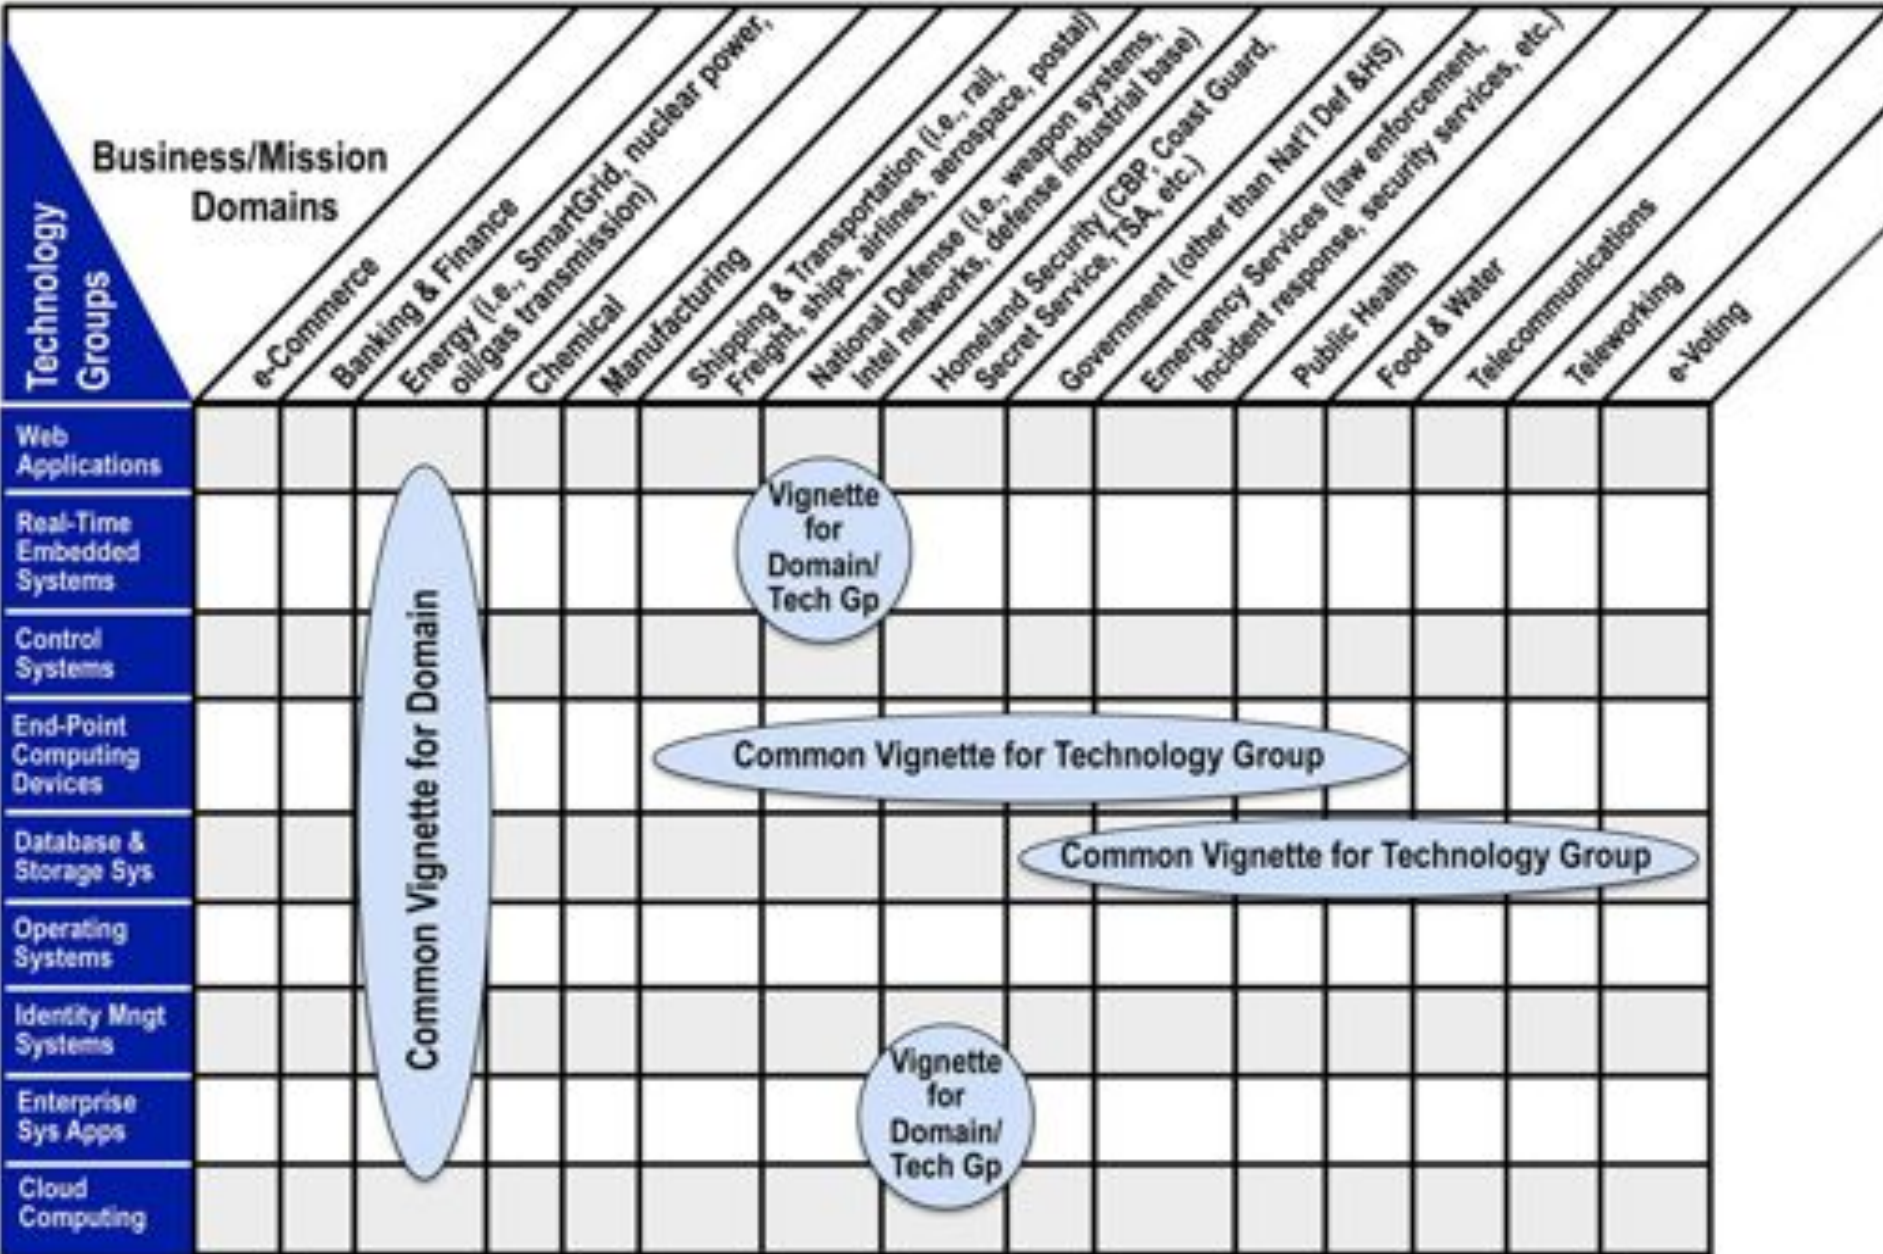 Business/Mission
Domains
Technology
Groups
e-Commerce
Banking & Finance
Energy (i.e., SmartGrid, nuclear power,
oil/gas transmission)
Chemical
Manufacturing
Shipping & Transportation (i.e., rail,
Freight, ships, airlines, aerospace, postal)
National Defense (i.e., weapon systems,
Intel networks, defense industrial base)
Homeland Security (CBP, Coast Guard,
Secret Service, TSA, etc.)
Government (other than Nat'l Def &HS)
Emergency Services (law enforcement,
Incident response, security services, etc.)
Public Health
Food & Water
Telecommunications
Teleworking
e-Voting
Web
Applications
Real-Time
Embedded
Systems
Control
Systems
End-Point
Computing
Devices
Database &
Storage Sys
Operating
Systems
Identity Mngt
Systems
Enterprise
Sys Apps
Cloud
Computing
Common Vignette for Domain
Vignette
for
Domain/
Tech Gp
Common Vignette for Technology Group
Common Vignette for Technology Group
Vignette
for
Domain/
Tech Gp